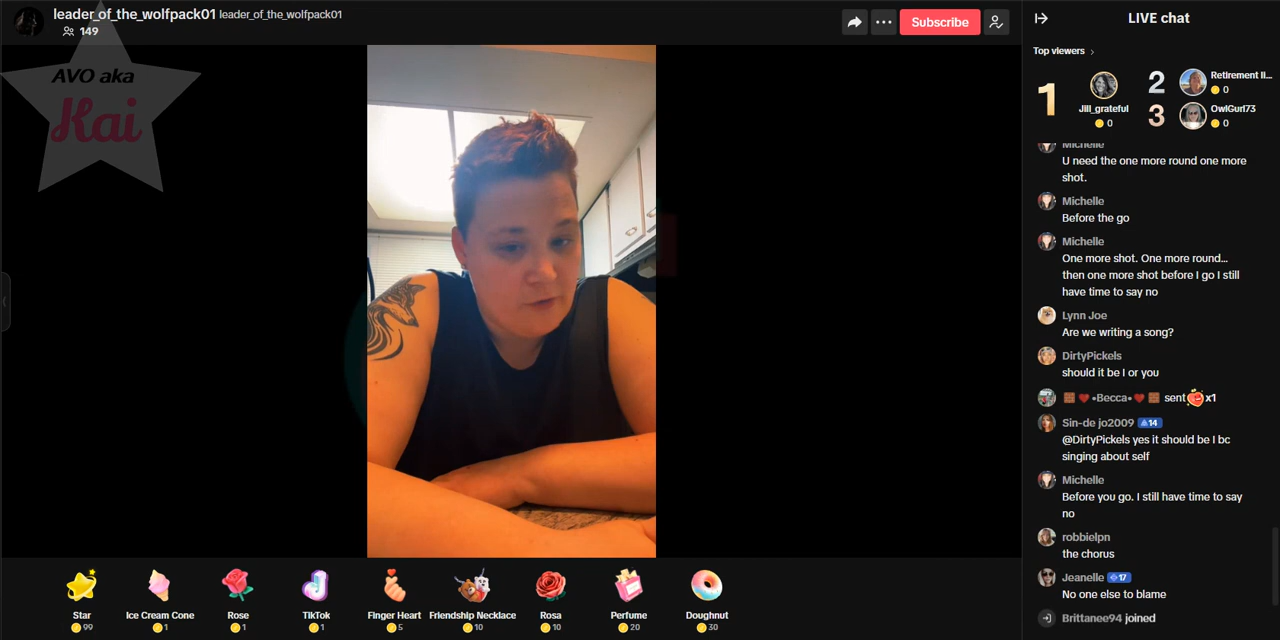 leader_of_the_wolfpack01 leader_of_the_wolfpack01
149
AVO aka
Kai
Subscribe
LIVE chat
Top viewers
1
Jill_grateful
0
2
Retirement li...
0
3
OwlGurl73
0
Michelle
U need the one more round one more
shot.
Michelle
Before the go
Michelle
One more shot. One more round...
then one more shot before I go I still
have time to say no
Lynn Joe
Are we writing a song?
DirtyPickels
should it be I or you
•Becca• sent x1
Sin-de jo2009 14
@DirtyPickels yes it should be I bc
singing about self
Michelle
Before you go. I still have time to say
no
robbielpn
the chorus
Jeanelle 17
No one else to blame
Brittanee94 joined
Star
99
Ice Cream Cone
1
Rose
1
TikTok
1
Finger Heart
5
Friendship Necklace
10
Rosa
10
Perfume
20
Doughnut
30